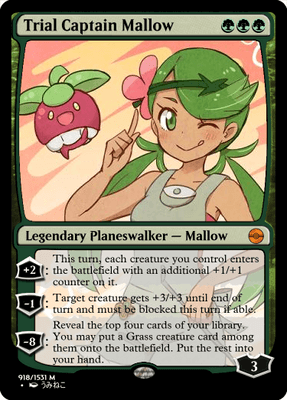 Trial Captain Mallow
Legendary Planeswalker — Mallow
+2 : This turn, each creature you control enters
the battlefield with an additional +1/+1
counter on it.
-1 : Target creature gets +3/+3 until end of
turn and must be blocked this turn if able.
Reveal the top four cards of your library.
-8 : You may put a Grass creature card among
them onto the battlefield. Put the rest into
your hand.
3
918/1531 M
うみねこ